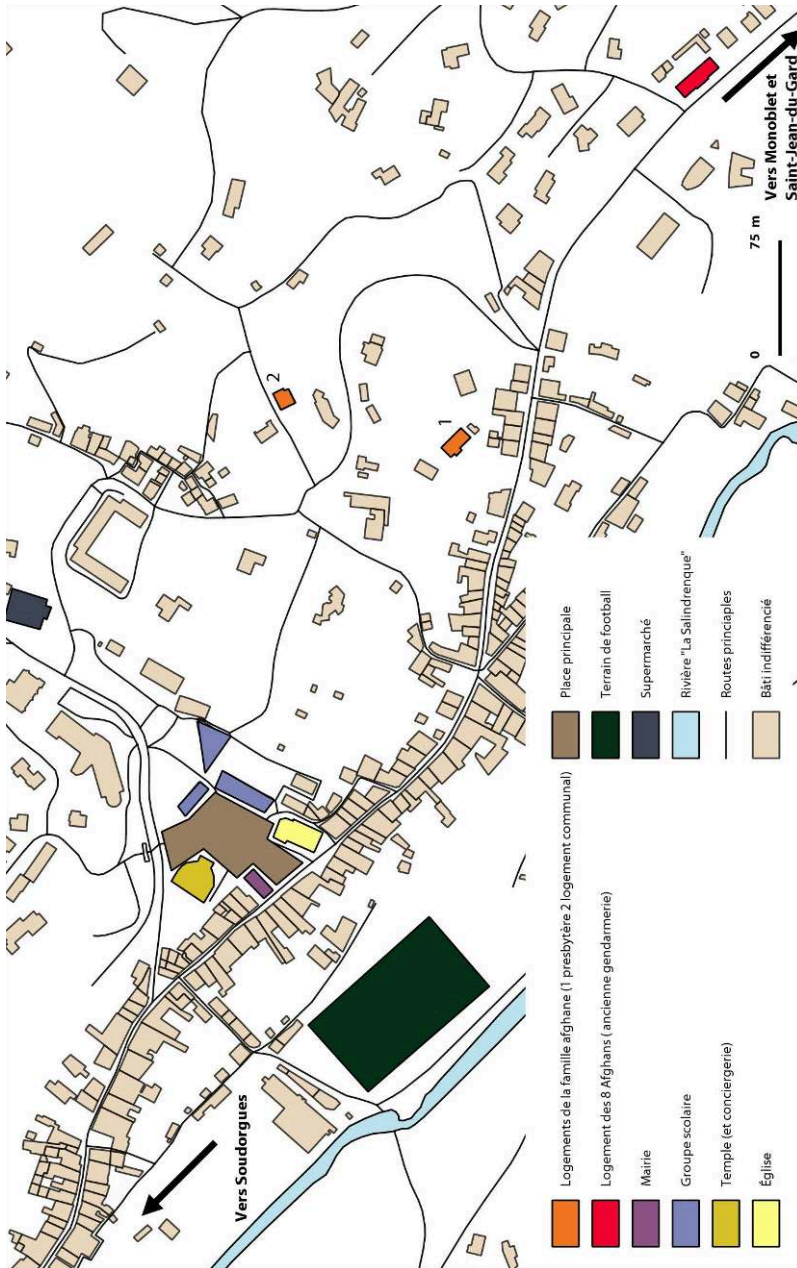 2
1
Vers Monoblet et
Saint-Jean-du-Gard
0
75 m
Vers Soudorgues
Logements de la famille afghane (1 presbytère 2 logement communal)
Logement des 8 Afghans (ancienne gendarmerie)
Mairie
Groupe scolaire
Temple (et conciergerie)
Église
Place principale
Terrain de football
Supermarché
Rivière "La Salindrenque"
Routes princiaples
Bâti indifférencié